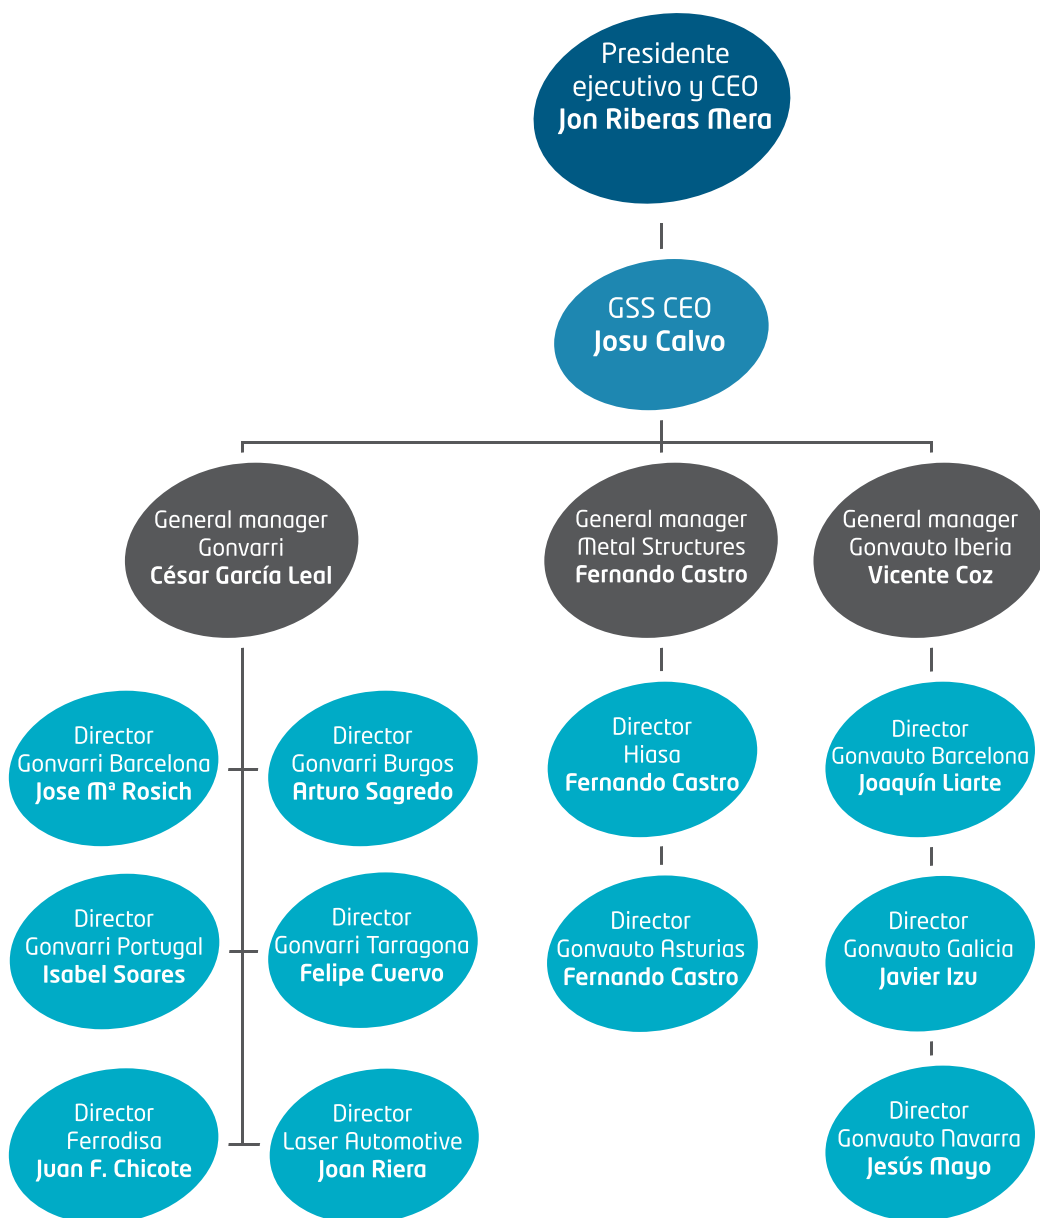 Presidente
ejecutivo y CEO
Jon Riberas Mera
GSS CEO
Josu Calvo
General manager
Gonvarri
César García Leal
General manager
Metal Structures
Fernando Castro
General manager
Gonvauto Iberia
Vicente Coz
Director
Gonvarri Barcelona
Jose Mª Rosich
Director
Gonvarri Burgos
Arturo Sagredo
Director
Hiasa
Fernando Castro
Director
Gonvauto Barcelona
Joaquín Liarte
Director
Gonvarri Portugal
Isabel Soares
Director
Gonvarri Tarragona
Felipe Cuervo
Director
Gonvauto Asturias
Fernando Castro
Director
Gonvauto Galicia
Javier Izu
Director
Ferrodisa
Juan F. Chicote
Director
Laser Automotive
Joan Riera
Director
Gonvauto Navarra
Jesús Mayo